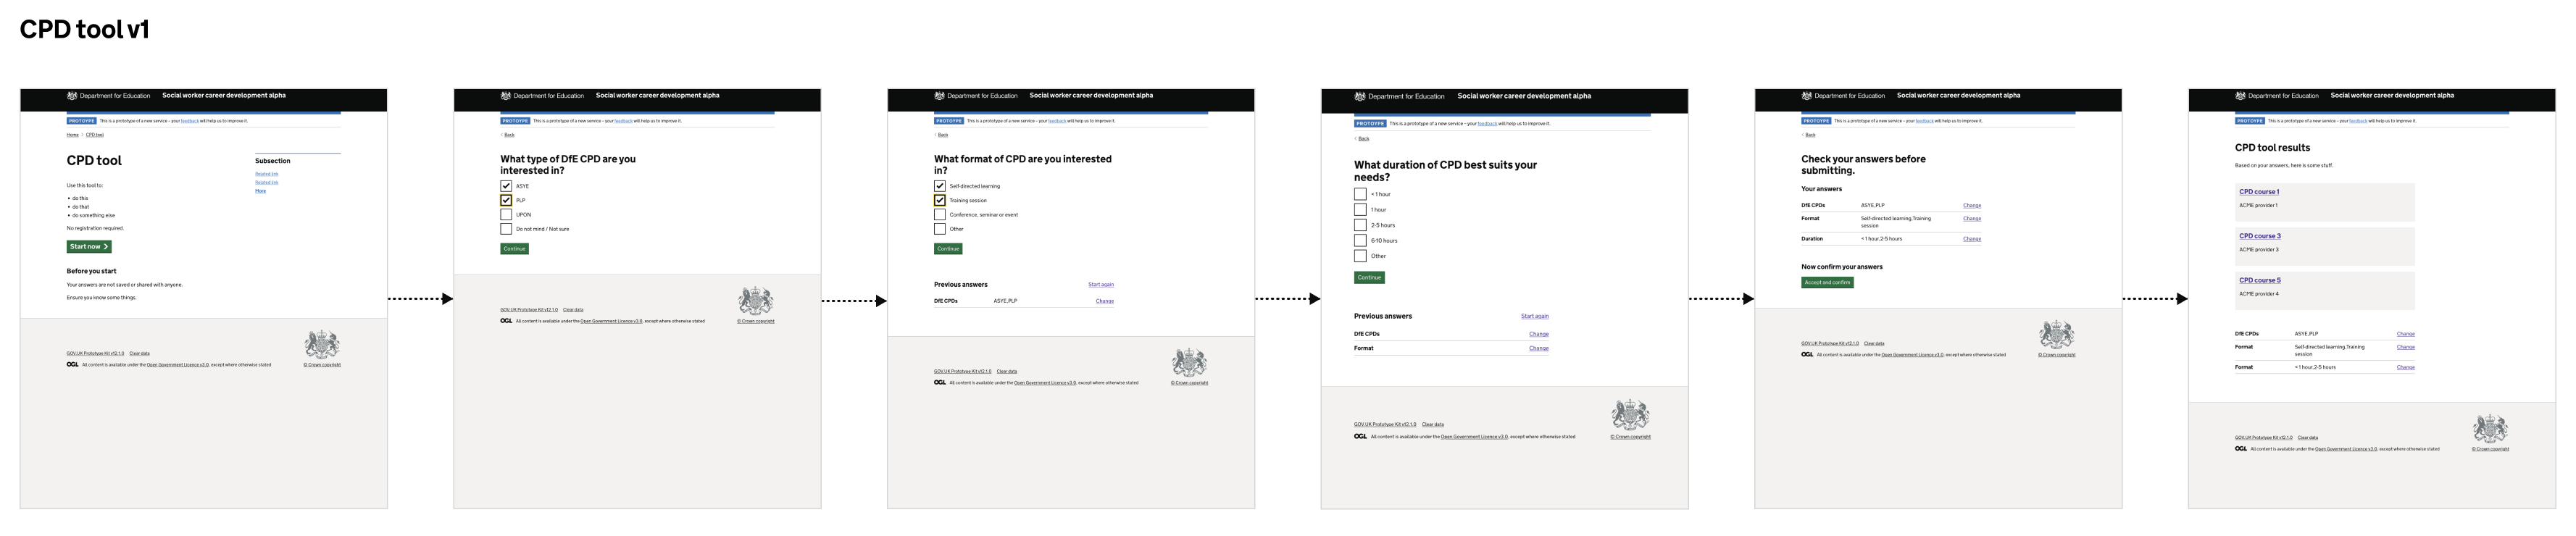 CPD tool v1
Department for Education Social worker career development alpha
PROTOTYPE This is a prototype of a new service – your feedback will help us to improve it.
Home > CPD tool
CPD tool
Use this tool to:
• do this
• do that
• do something else
No registration required.
Start now
Before you start
Your answers are not saved or shared with anyone.
Ensure you know some things.
Subsection
Related link
Related link
More
GOV.UK Prototype Kit v12.1.0 Clear data
OGL All content is available under the Open Government Licence v3.0, except where otherwise stated
© Crown copyright
Department for Education Social worker career development alpha
PROTOTYPE This is a prototype of a new service – your feedback will help us to improve it.
Back
What type of DfE CPD are you
interested in?
ASYE
PLP
UPON
Do not mind / Not sure
Continue
GOV.UK Prototype Kit v12.1.0 Clear data
OGL All content is available under the Open Government Licence v3.0, except where otherwise stated
© Crown copyright
Department for Education Social worker career development alpha
PROTOTYPE This is a prototype of a new service – your feedback will help us to improve it.
Back
What format of CPD are you interested
in?
Self-directed learning
Training session
Conference, seminar or event
Other
Continue
Previous answers Start again
DfE CPDs ASYE,PLP Change
GOV.UK Prototype Kit v12.1.0 Clear data
OGL All content is available under the Open Government Licence v3.0, except where otherwise stated
© Crown copyright
Department for Education Social worker career development alpha
PROTOTYPE This is a prototype of a new service – your feedback will help us to improve it.
Back
What duration of CPD best suits your
needs?
< 1 hour
1 hour
2-5 hours
6-10 hours
Other
Continue
Previous answers Start again
DfE CPDs Change
Format Change
GOV.UK Prototype Kit v12.1.0 Clear data
OGL All content is available under the Open Government Licence v3.0, except where otherwise stated
© Crown copyright
Department for Education Social worker career development alpha
PROTOTYPE This is a prototype of a new service – your feedback will help us to improve it.
Back
Check your answers before
submitting.
Your answers
DfE CPDs ASYE,PLP Change
Format Self-directed learning,Training
session Change
Duration < 1 hour,2-5 hours Change
Now confirm your answers
Accept and confirm
GOV.UK Prototype Kit v12.1.0 Clear data
OGL All content is available under the Open Government Licence v3.0, except where otherwise stated
© Crown copyright
Department for Education Social worker career development alpha
PROTOTYPE This is a prototype of a new service – your feedback will help us to improve it.
CPD tool results
Based on your answers, here is some stuff.
CPD course 1
ACME provider 1
CPD course 3
ACME provider 3
CPD course 5
ACME provider 4
DfE CPDs ASYE,PLP Change
Format Self-directed learning,Training
session Change
Format < 1 hour,2-5 hours Change
GOV.UK Prototype Kit v12.1.0 Clear data
OGL All content is available under the Open Government Licence v3.0, except where otherwise stated
© Crown copyright